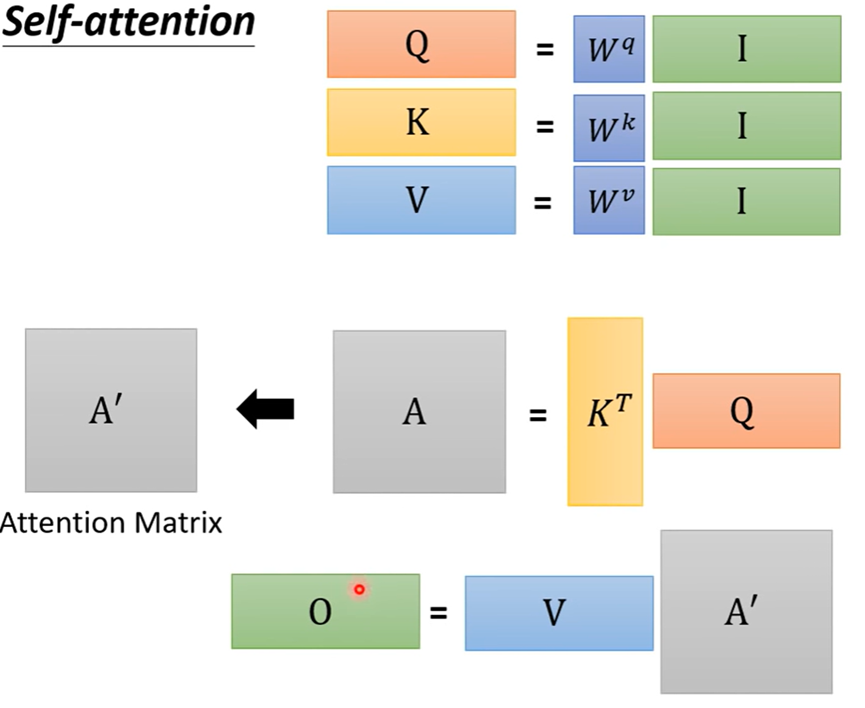 Self-attention
Q = W^q I
K = W^k I
V = W^v I
A′ A = K^T Q
Attention Matrix
O = V A′